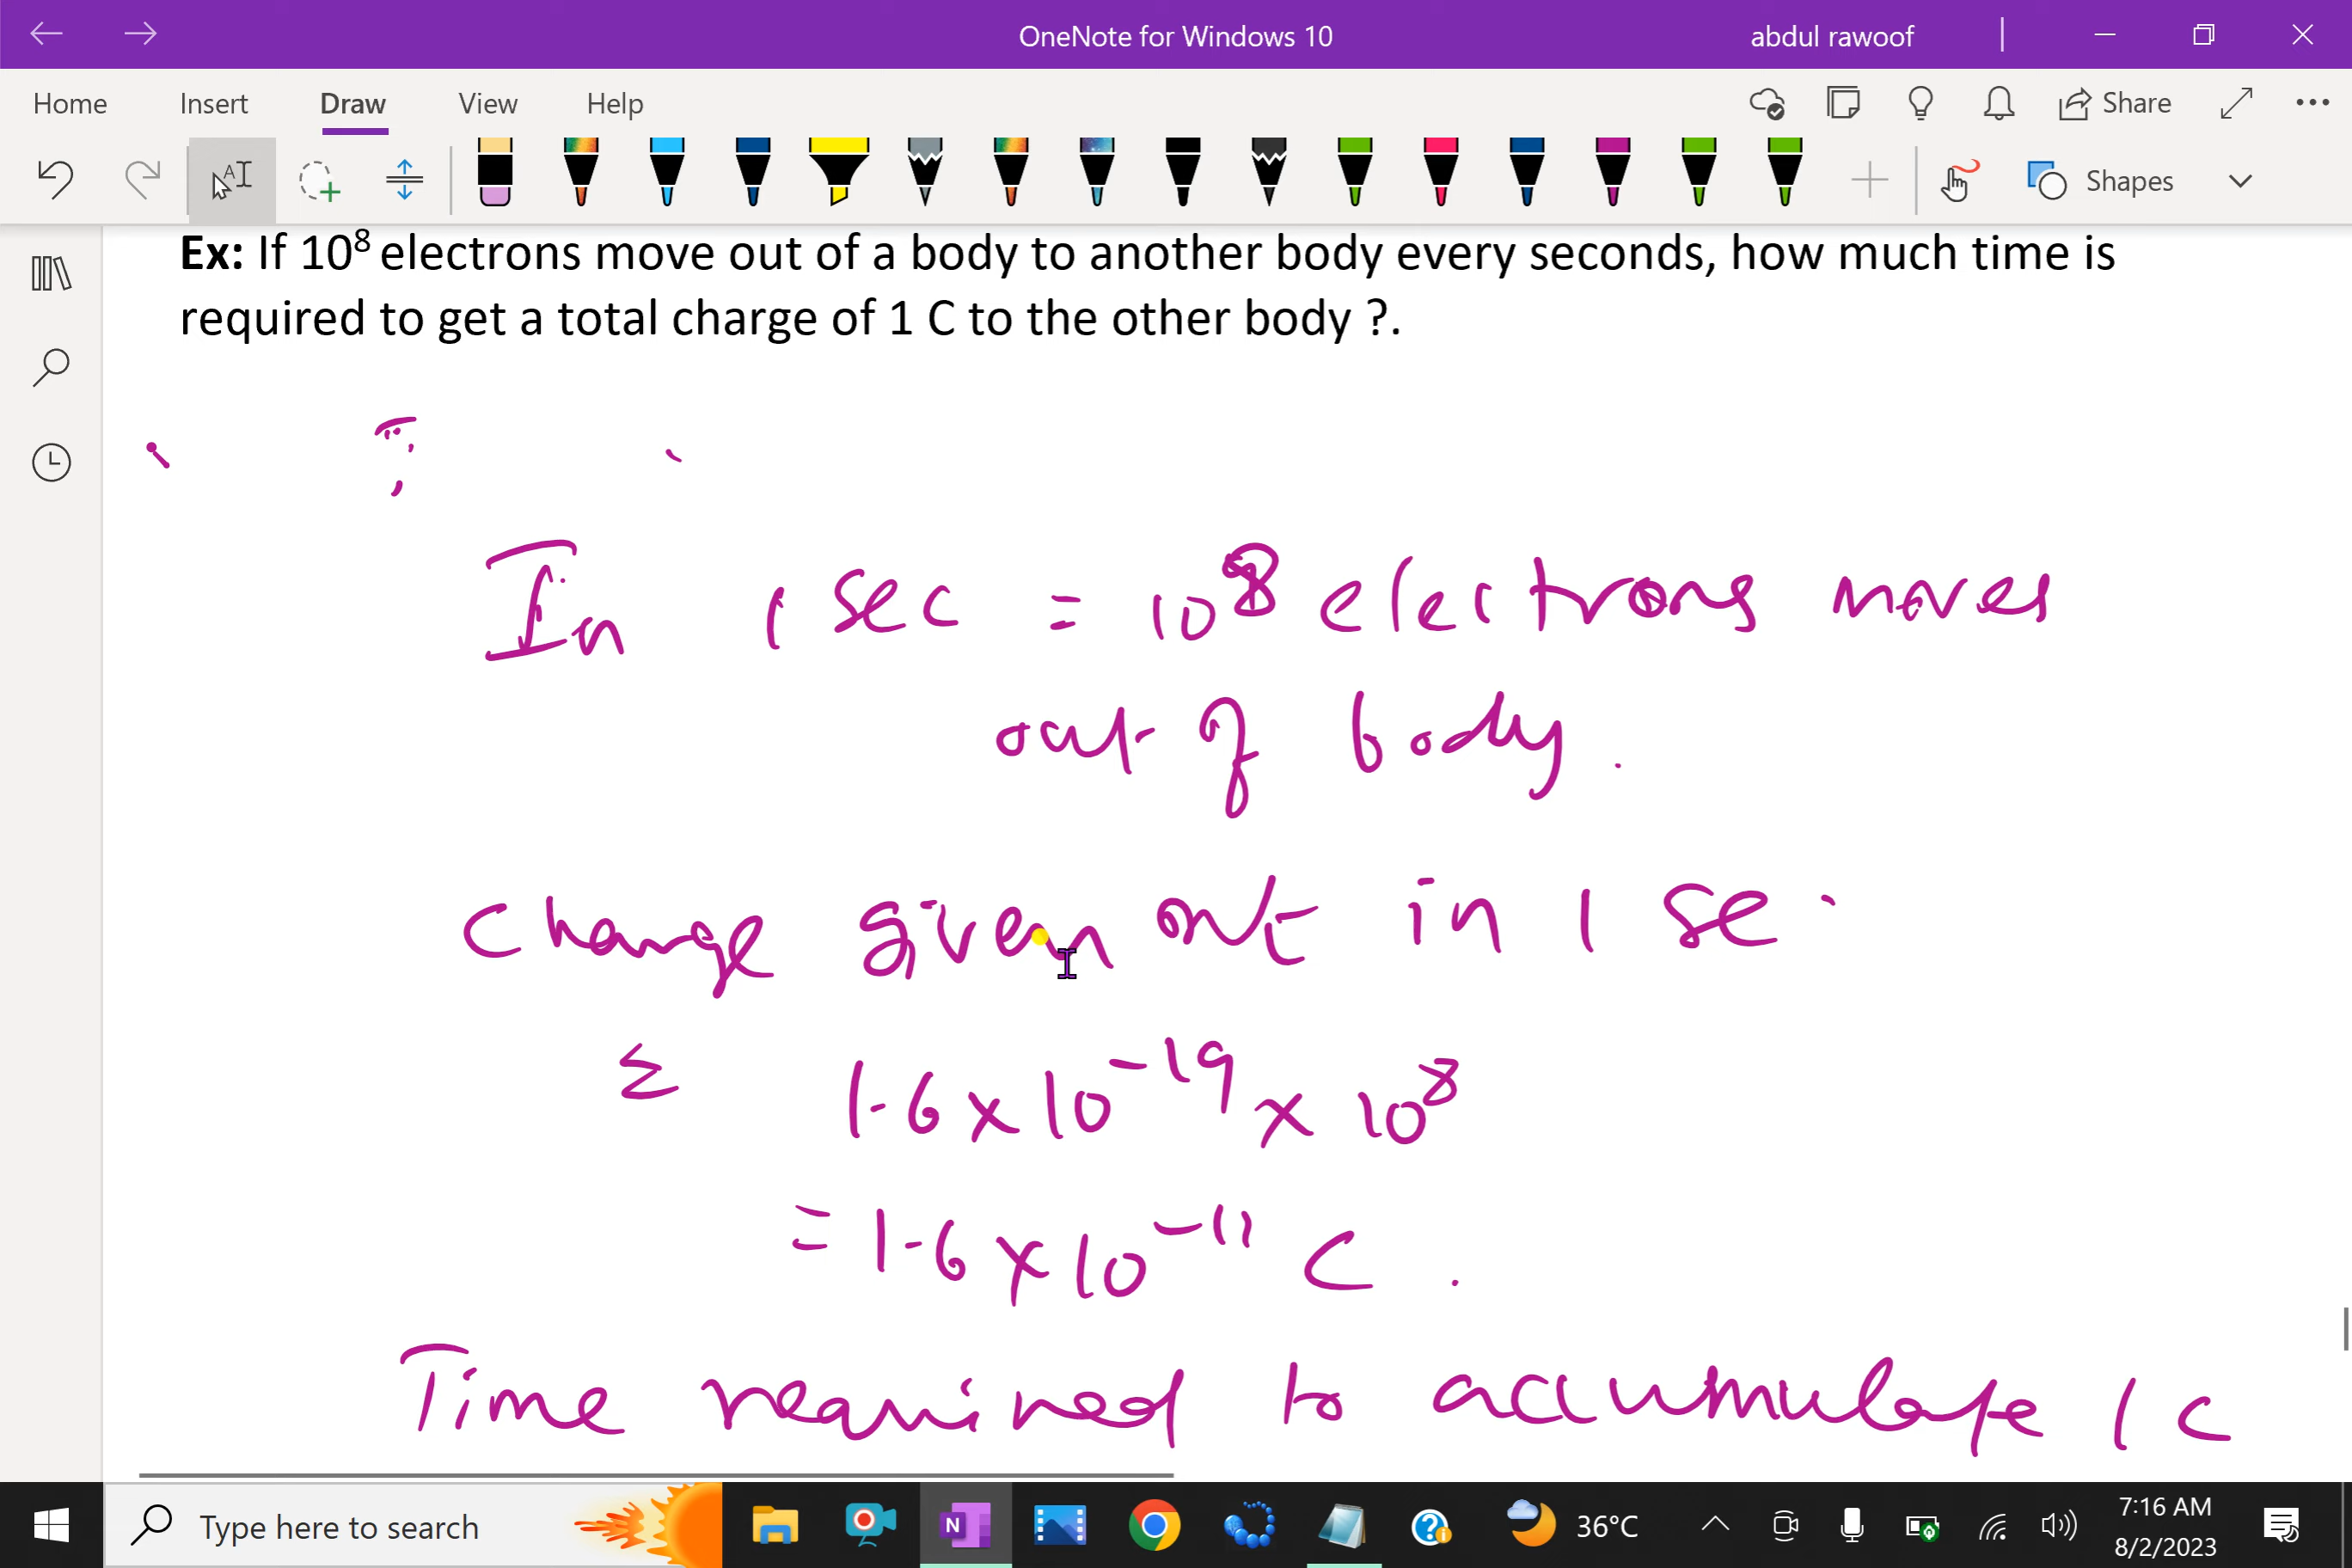 OneNote for Windows 10 abdul rawoof
Home Insert Draw View Help Share
Shapes
Ex: If 10⁸ electrons move out of a body to another body every seconds, how much time is
required to get a total charge of 1 C to the other body ?.
In 1 sec = 10⁸ electrons moves
out of body.
Charge given out in 1 se.
= 1.6 x 10⁻¹⁹ x 10⁸
= 1.6 x 10⁻¹¹ C.
Time required to accumulate 1 C
Type here to search
N
36°C
7:16 AM
8/2/2023